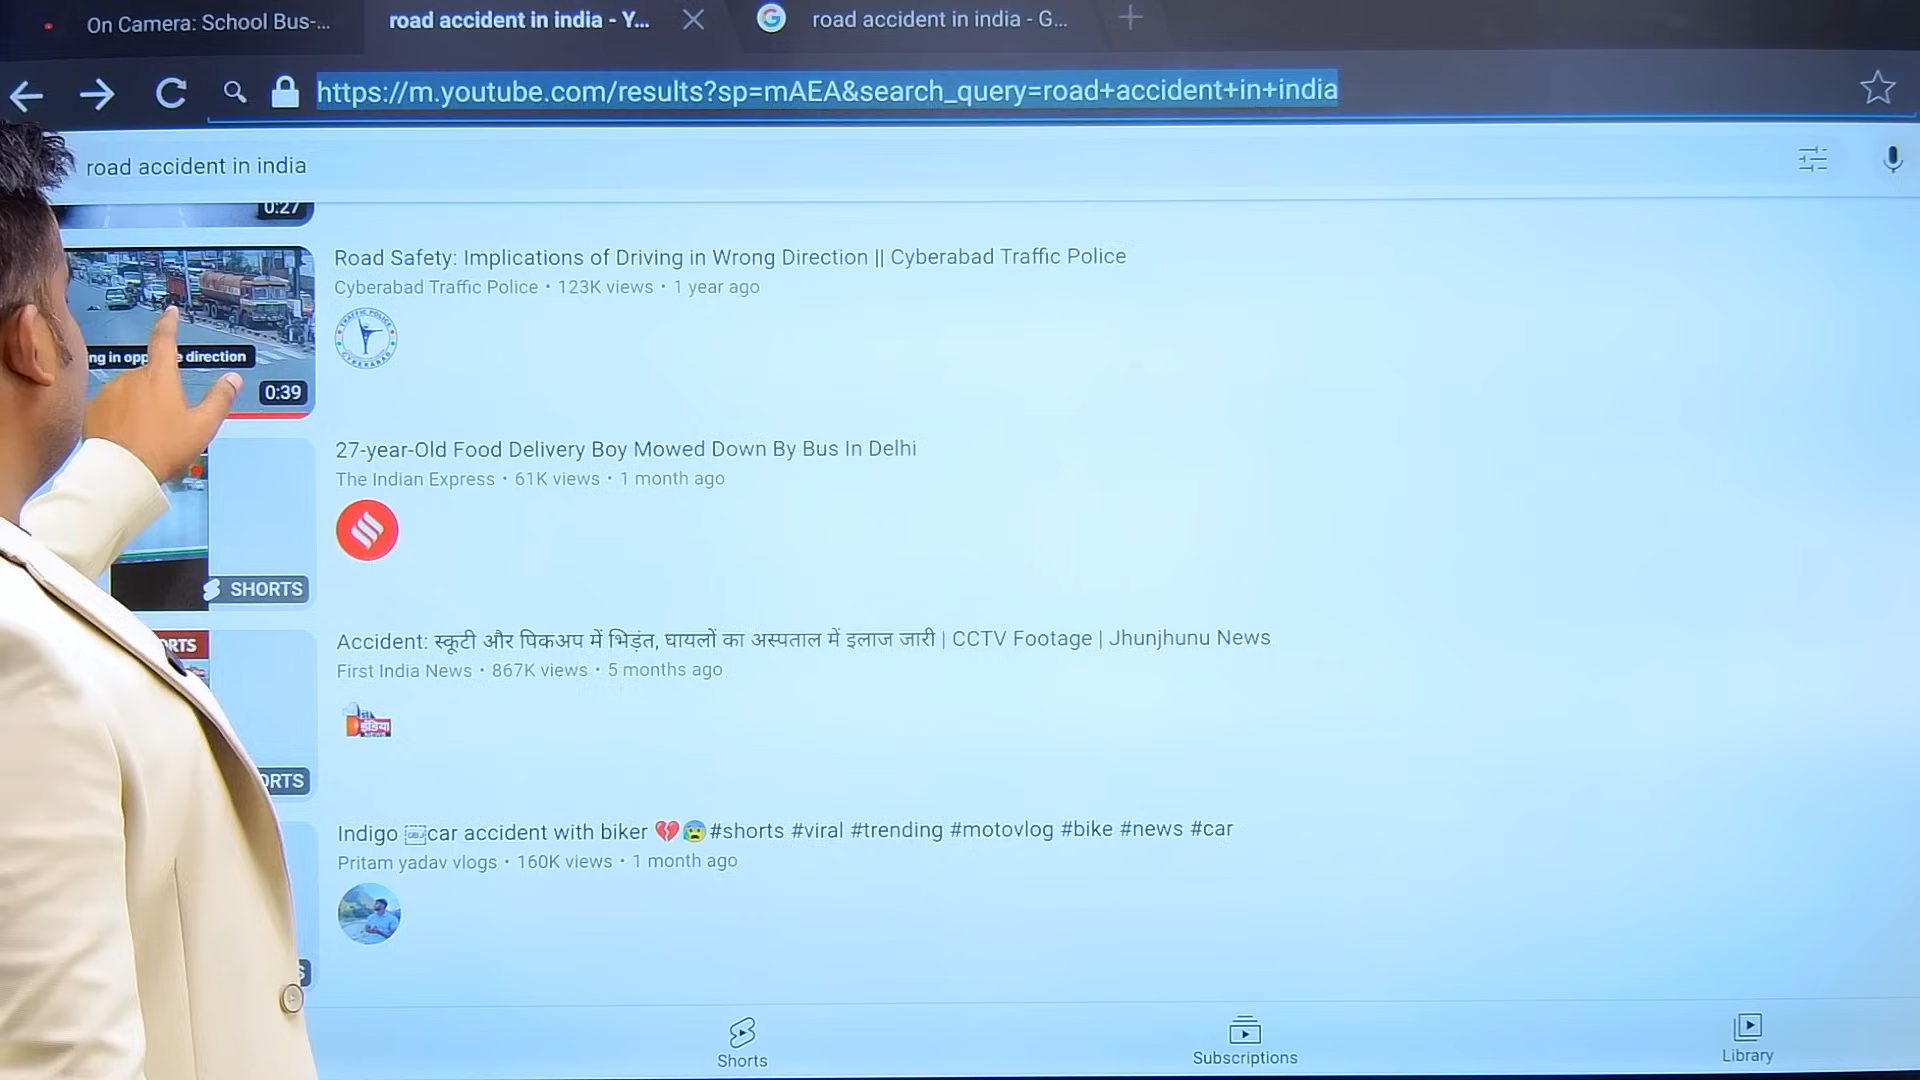 On Camera: School Bus-...
road accident in india - Y...
road accident in india - G...
https://m.youtube.com/results?sp=mAEA&search_query=road+accident+in+india
road accident in india
0:27
Road Safety: Implications of Driving in Wrong Direction || Cyberabad Traffic Police
Cyberabad Traffic Police • 123K views • 1 year ago
TRAFFIC POLICE
CYBERABAD
direction
0:39
27-year-Old Food Delivery Boy Mowed Down By Bus In Delhi
The Indian Express • 61K views • 1 month ago
SHORTS
Accident: स्कूटी और पिकअप में भिड़ंत, घायलों का अस्पताल में इलाज जारी | CCTV Footage | Jhunjhunu News
First India News • 867K views • 5 months ago
इंडिया
NEWS
Indigo car accident with biker 💔😰#shorts #viral #trending #motovlog #bike #news #car
Pritam yadav vlogs • 160K views • 1 month ago
Shorts
Subscriptions
Library